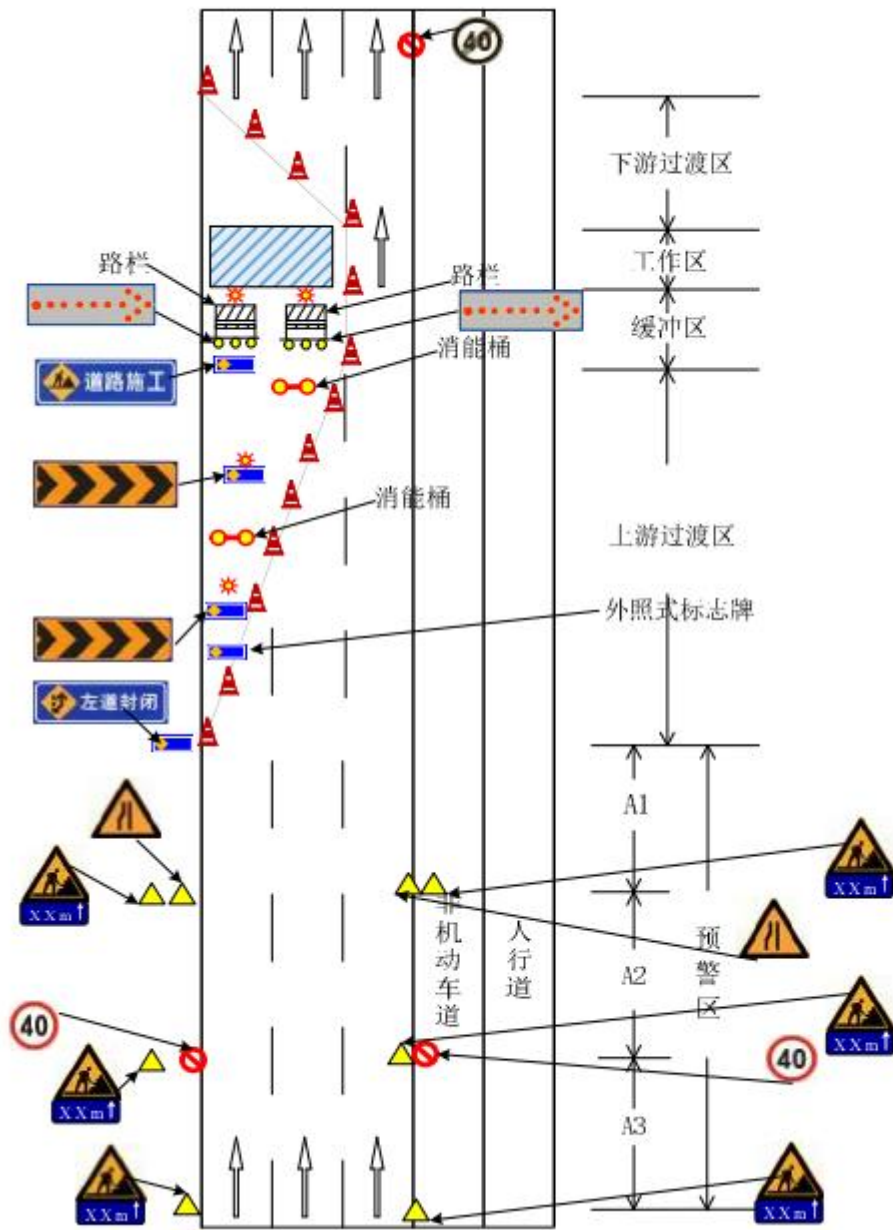 40
下游过渡区
路栏
路栏
工作区
缓冲区
消能桶
道路施工
消能桶
上游过渡区
外照式标志牌
左道封闭
A1
XXm↑
XXm↑
非机动车道
人行道
A2
预警区
40
XXm↑
40
XXm↑
A3
XXm↑
XXm↑